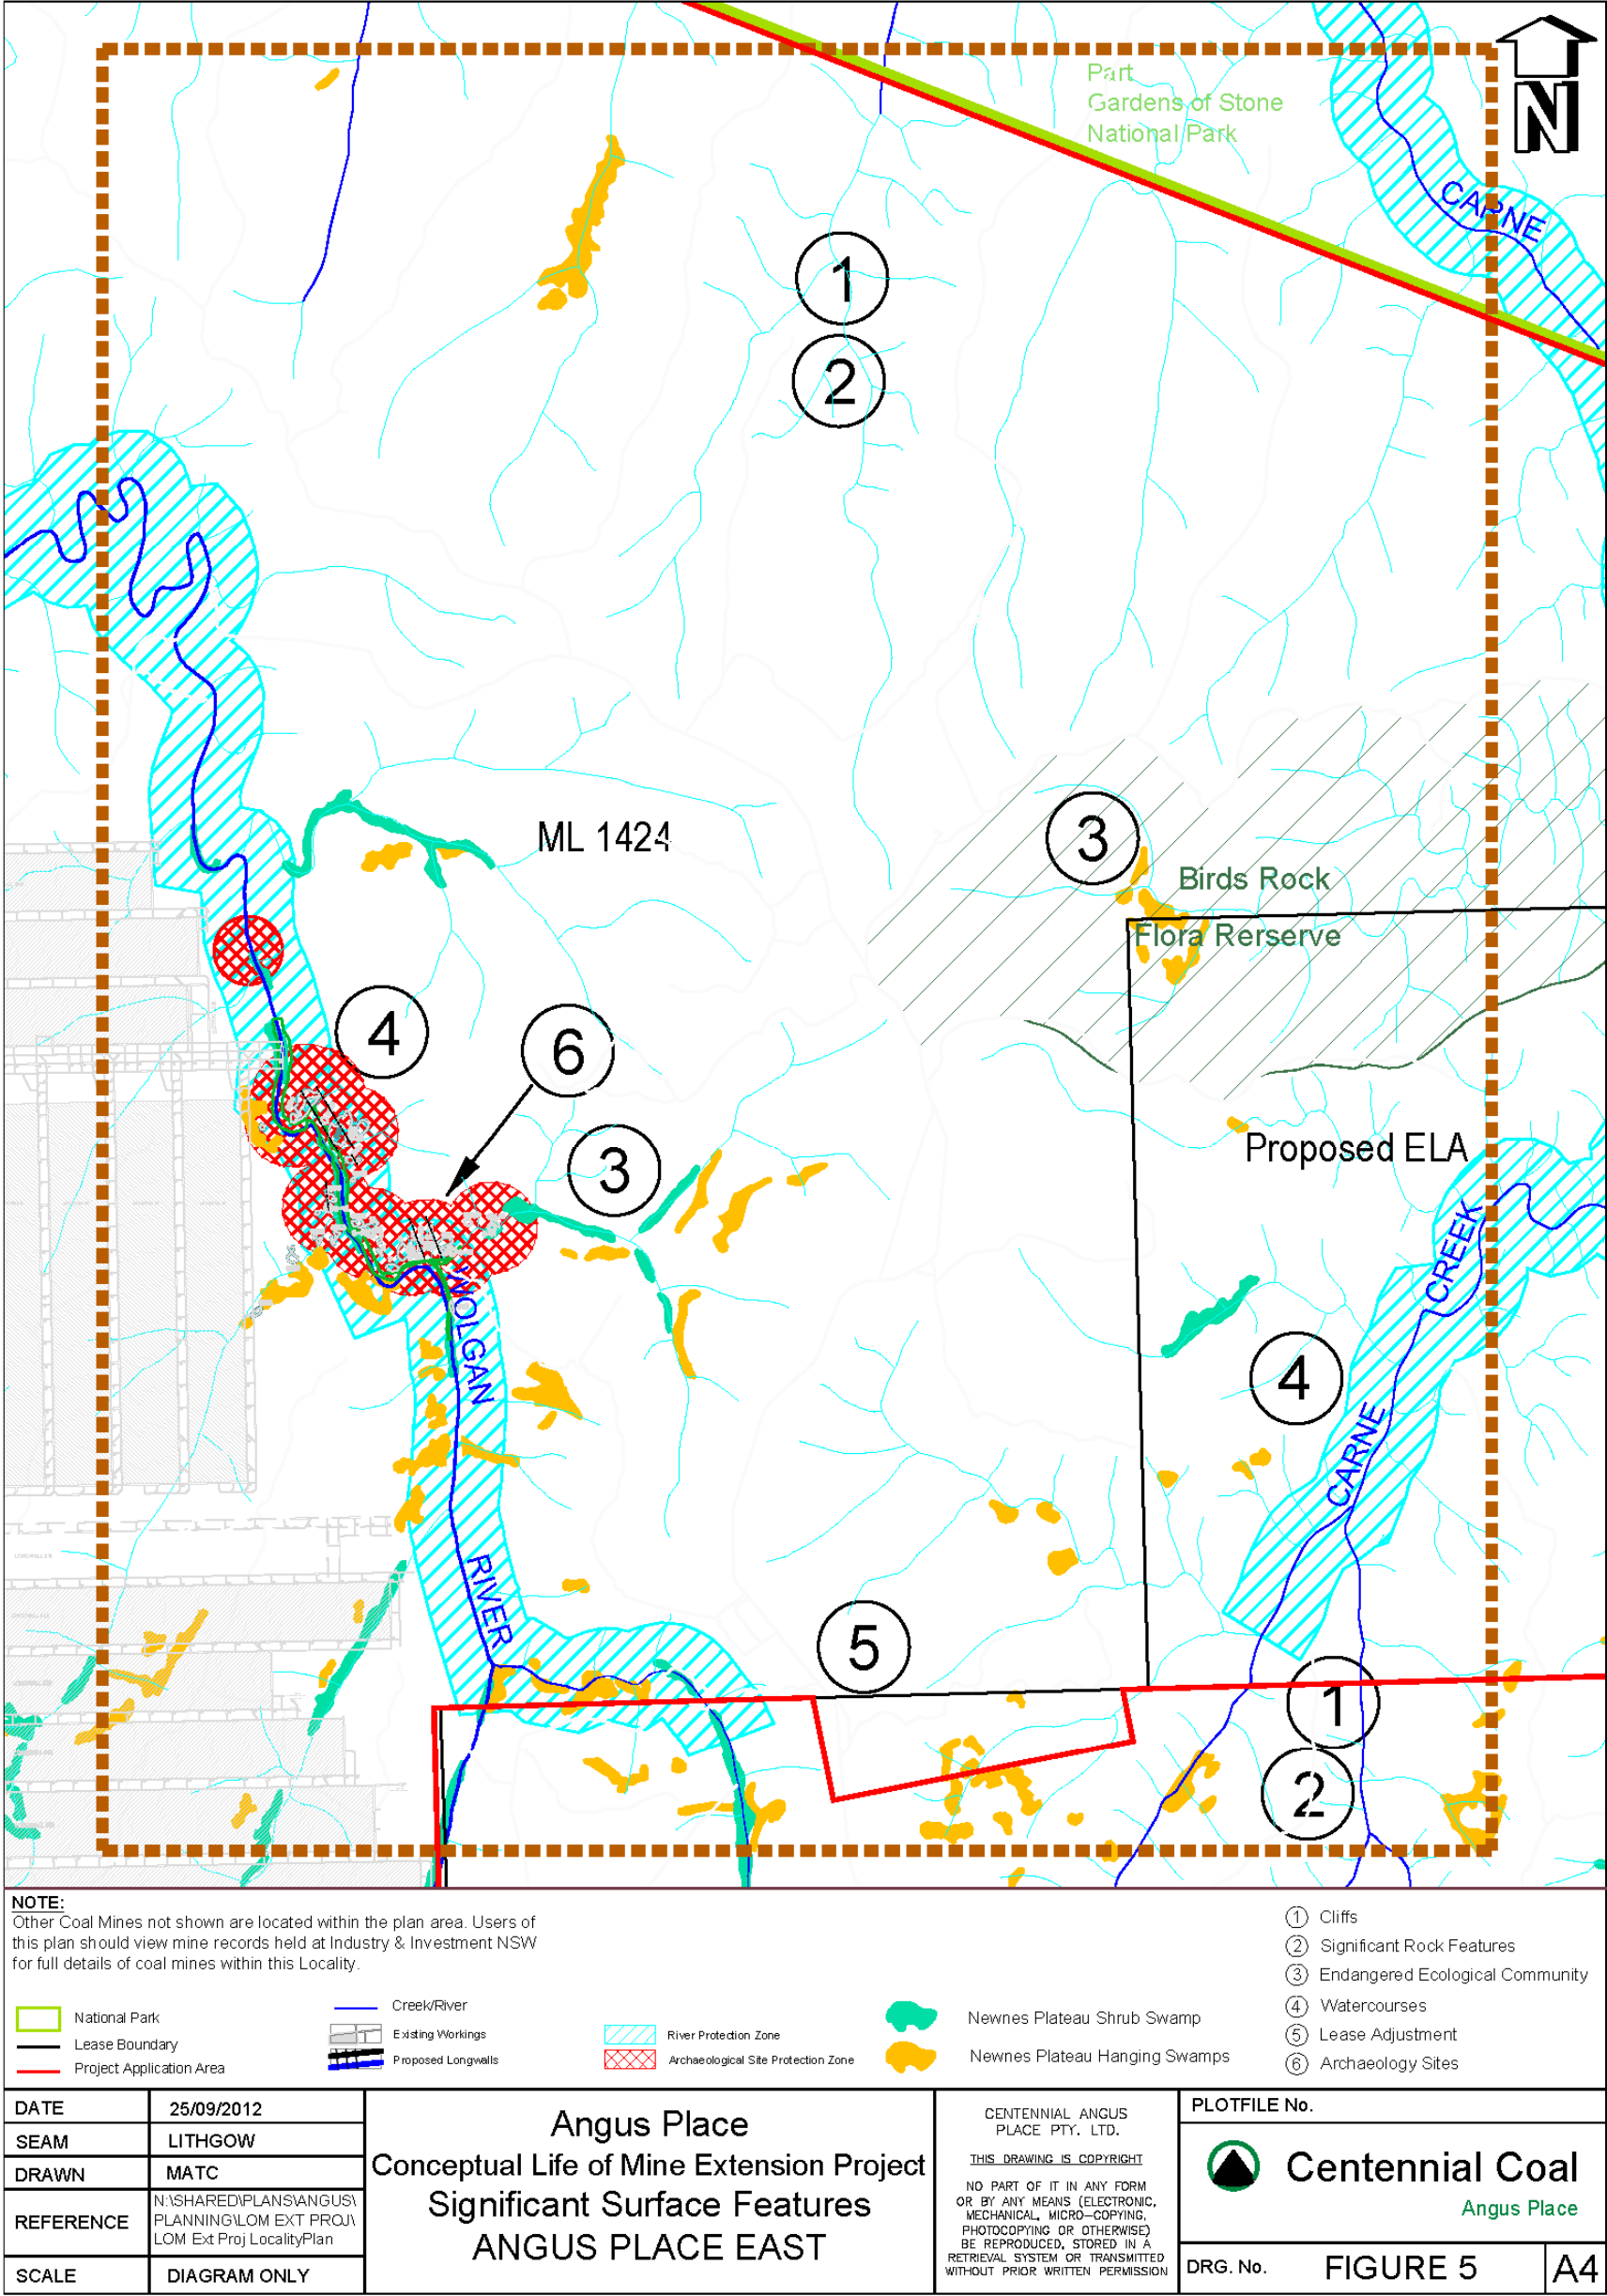 Part
Gardens of Stone
National Park
N
CARNE
1
2
ML 1424
3
Birds Rock
Flora Rerserve
4
6
3
Proposed ELA
CREEK
WOLGAN
4
CARNE
RIVER
5
1
2
NOTE:
Other Coal Mines not shown are located within the plan area. Users of
this plan should view mine records held at Industry & Investment NSW
for full details of coal mines within this Locality.
National Park
Lease Boundary
Project Application Area
Creek/River
Existing Workings
Proposed Longwalls
River Protection Zone
Archaeological Site Protection Zone
Newnes Plateau Shrub Swamp
Newnes Plateau Hanging Swamps
1 Cliffs
2 Significant Rock Features
3 Endangered Ecological Community
4 Watercourses
5 Lease Adjustment
6 Archaeology Sites
DATE 25/09/2012
SEAM LITHGOW
DRAWN MATC
REFERENCE N:\SHARED\PLANS\ANGUS\
PLANNING\LOM EXT PROJ\
LOM Ext Proj LocalityPlan
SCALE DIAGRAM ONLY
Angus Place
Conceptual Life of Mine Extension Project
Significant Surface Features
ANGUS PLACE EAST
CENTENNIAL ANGUS
PLACE PTY. LTD.
THIS DRAWING IS COPYRIGHT
NO PART OF IT IN ANY FORM
OR BY ANY MEANS (ELECTRONIC,
MECHANICAL, MICRO-COPYING,
PHOTOCOPYING OR OTHERWISE)
BE REPRODUCED, STORED IN A
RETRIEVAL SYSTEM OR TRANSMITTED
WITHOUT PRIOR WRITTEN PERMISSION
PLOTFILE No.
Centennial Coal
Angus Place
DRG. No. FIGURE 5 A4